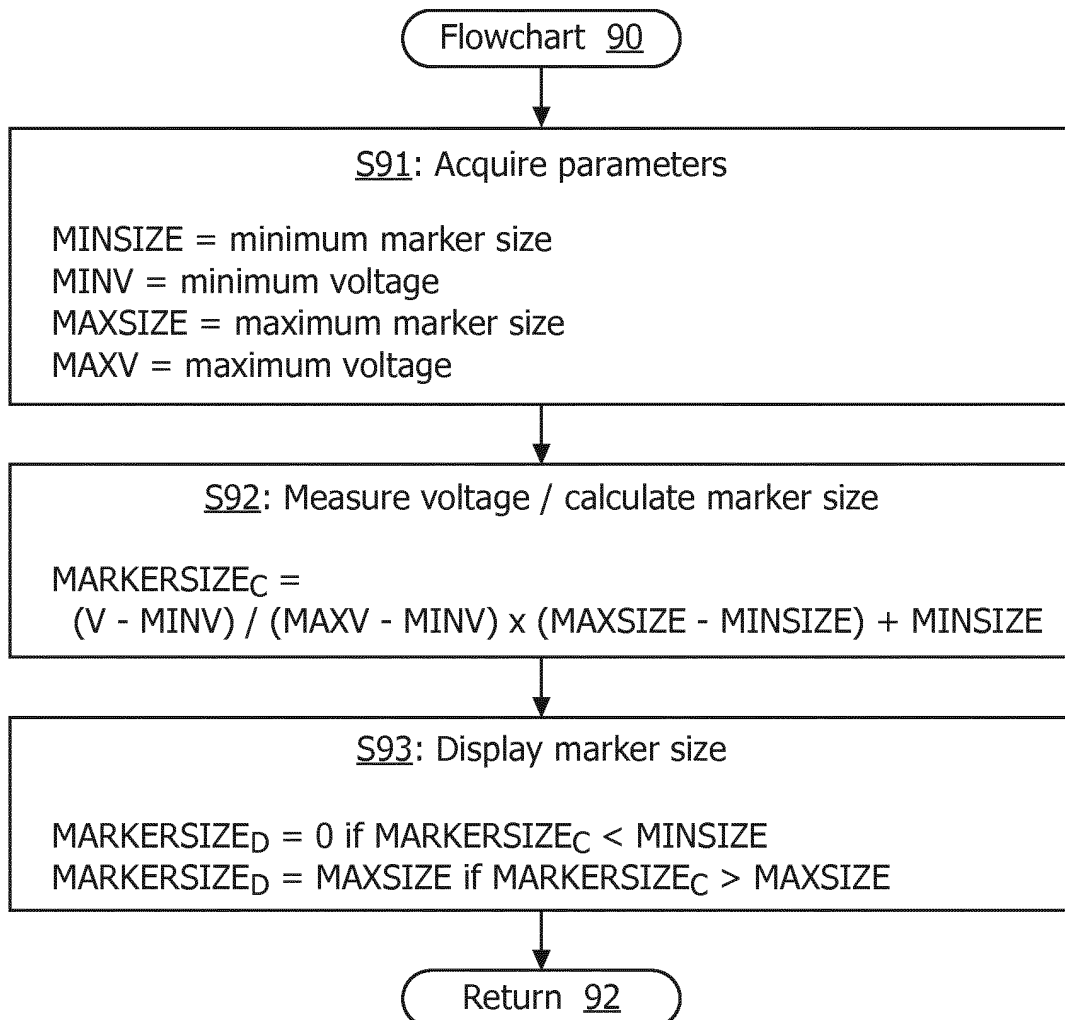 Flowchart 90
S91: Acquire parameters
MINSIZE = minimum marker size
MINV = minimum voltage
MAXSIZE = maximum marker size
MAXV = maximum voltage
S92: Measure voltage / calculate marker size
MARKERSIZEC =
(V - MINV) / (MAXV - MINV) x (MAXSIZE - MINSIZE) + MINSIZE
S93: Display marker size
MARKERSIZED = 0 if MARKERSIZEC < MINSIZE
MARKERSIZED = MAXSIZE if MARKERSIZEC > MAXSIZE
Return 92